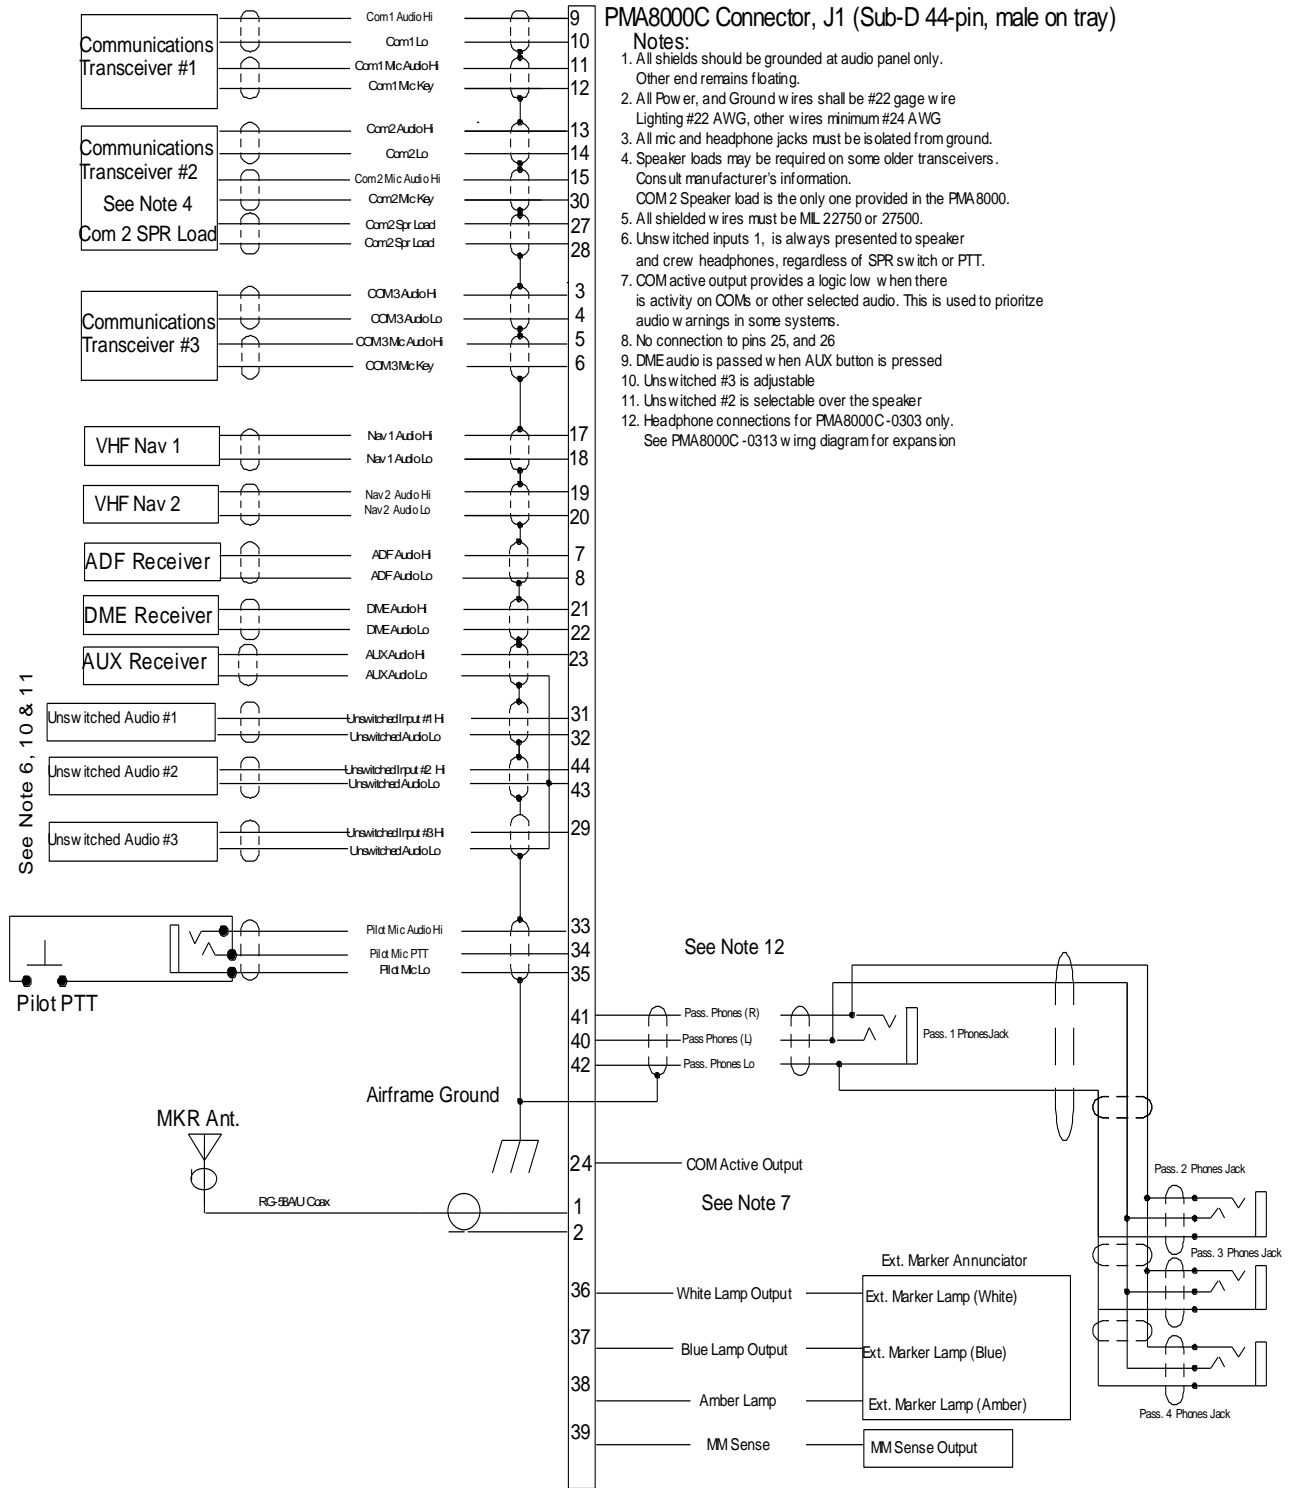 PMA8000C Connector, J1 (Sub-D 44-pin, male on tray)
Notes:
1. All shields should be grounded at audio panel only.
Other end remains floating.
2. All Power, and Ground wires shall be #22 gage wire
Lighting #22 AWG, other wires minimum #24 AWG
3. All mic and headphone jacks must be isolated from ground.
4. Speaker loads may be required on some older transceivers.
Consult manufacturer's information.
COM 2 Speaker load is the only one provided in the PMA8000.
5. All shielded wires must be MIL 22750 or 27500.
6. Unswitched inputs 1, is always presented to speaker
and crew headphones, regardless of SPR switch or PTT.
7. COM active output provides a logic low when there
is activity on COMs or other selected audio. This is used to prioritze
audio warnings in some systems.
8. No connection to pins 25, and 26
9. DME audio is passed when AUX button is pressed
10. Unswitched #3 is adjustable
11. Unswitched #2 is selectable over the speaker
12. Headphone connections for PMA8000C-0303 only.
See PMA8000C-0313 wirng diagram for expansion
Communications
Transceiver #1
Com1 Audio Hi 9
Com1 Lo 10
Com1 Mic Audio Hi 11
Com1 Mic Key 12
Communications
Transceiver #2
See Note 4
Com 2 SPR Load
Com2 Audio Hi 13
Com2 Lo 14
Com2 Mic Audio Hi 15
Com2 Mic Key 30
Com2 Spr Load 27
Com2 Spr Load 28
Communications
Transceiver #3
COM3 Audio Hi 3
COM3 Audio Lo 4
COM3 Mic Audio Hi 5
COM3 Mic Key 6
VHF Nav 1
Nav 1 Audio Hi 17
Nav 1 Audio Lo 18
VHF Nav 2
Nav 2 Audio Hi 19
Nav 2 Audio Lo 20
ADF Receiver
ADF Audio Hi 7
ADF Audio Lo 8
DME Receiver
DME Audio Hi 21
DME Audio Lo 22
AUX Receiver
AUX Audio Hi 23
AUX Audio Lo
See Note 6, 10 & 11
Unswitched Audio #1
Unswitched Input #1 Hi 31
Unswitched Audio Lo 32
Unswitched Audio #2
Unswitched Input #2 Hi 44
Unswitched Audio Lo 43
Unswitched Audio #3
Unswitched Input #3 Hi 29
Unswitched Audio Lo
Pilot PTT
Pilot Mic Audio Hi 33
Pilot Mic PTT 34
Pilot Mic Lo 35
See Note 12
41 Pass. Phones (R)
40 Pass Phones (L)
42 Pass. Phones Lo
Pass. 1 Phones Jack
Airframe Ground
MKR Ant.
RG-58A/U Coax
1
2
24 COM Active Output
See Note 7
Pass. 2 Phones Jack
Pass. 3 Phones Jack
Pass. 4 Phones Jack
Ext. Marker Annunciator
36 White Lamp Output
Ext. Marker Lamp (White)
37 Blue Lamp Output
Ext. Marker Lamp (Blue)
38 Amber Lamp
Ext. Marker Lamp (Amber)
39 MM Sense
MM Sense Output